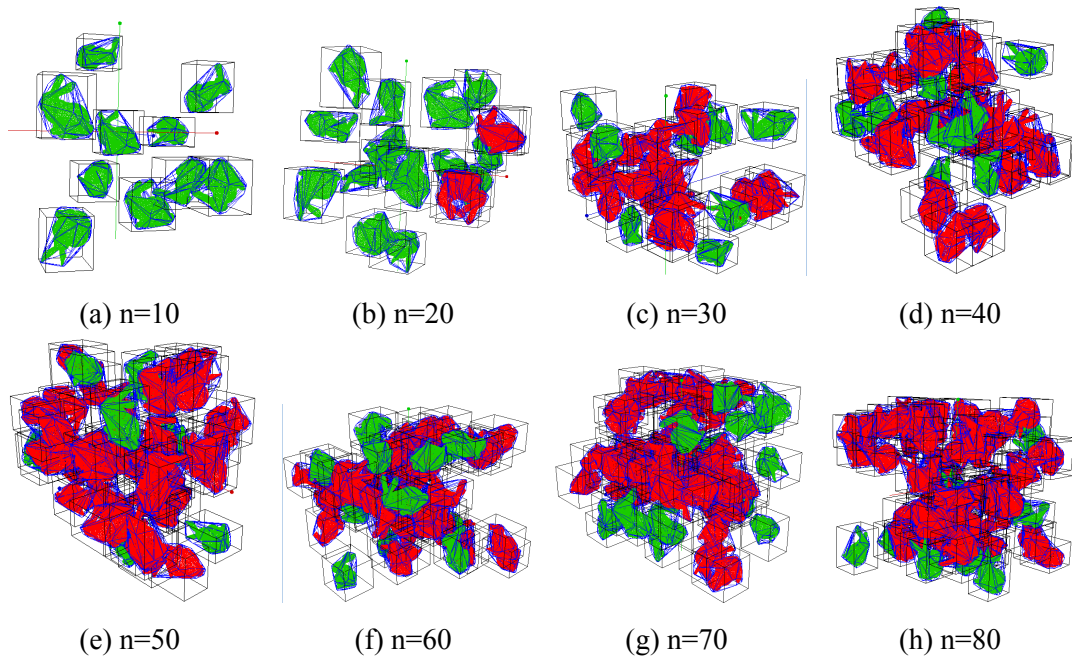 (a) n=10
(b) n=20
(c) n=30
(d) n=40
(e) n=50
(f) n=60
(g) n=70
(h) n=80